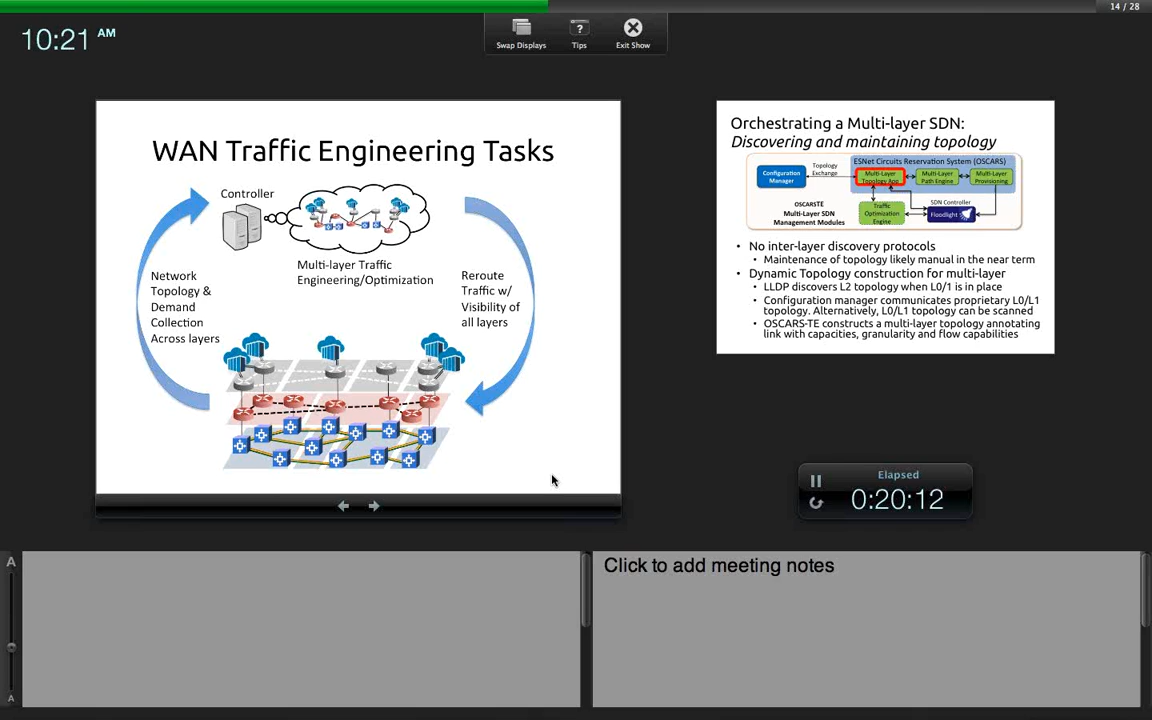 14 / 28
10:21 AM
Swap Displays
Tips
Exit Show
WAN Traffic Engineering Tasks
Controller
Multi-layer Traffic
Engineering/Optimization
Network
Topology &
Demand
Collection
Across layers
Reroute
Traffic w/
Visibility of
all layers
Orchestrating a Multi-layer SDN:
Discovering and maintaining topology
ESNet Circuits Reservation System (OSCARS)
Configuration
Manager
Topology
Exchange
Multi-Layer
Topology App
Multi-Layer
Path Engine
Multi-Layer
Provisioning
OSCARSTE
Multi-Layer SDN
Management Modules
Traffic
Optimization
Engine
SDN Controller
Floodlight
• No inter-layer discovery protocols
• Maintenance of topology likely manual in the near term
• Dynamic Topology construction for multi-layer
• LLDP discovers L2 topology when L0/1 is in place
• Configuration manager communicates proprietary L0/L1
topology. Alternatively, L0/L1 topology can be scanned
• OSCARS-TE constructs a multi-layer topology annotating
link with capacities, granularity and flow capabilities
Elapsed
0:20:12
A
A
Click to add meeting notes